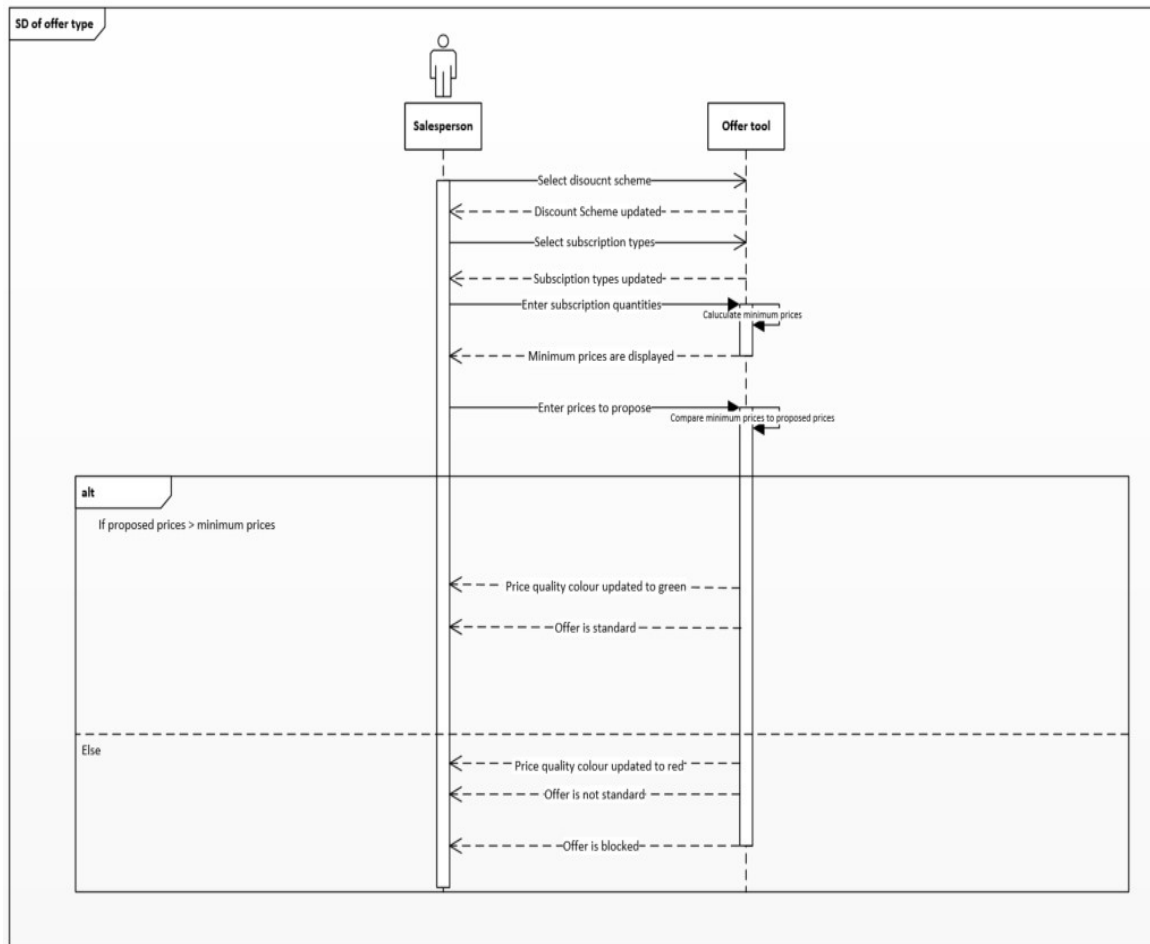 SD of offer type
Salesperson
Offer tool
Select disoucnt scheme
Discount Scheme updated
Select subscription types
Subsciption types updated
Enter subscription quantities
Caluculate minimum prices
Minimum prices are displayed
Enter prices to propose
Compare minimum prices to proposed prices
alt
If proposed prices > minimum prices
Price quality colour updated to green
Offer is standard
Else
Price quality colour updated to red
Offer is not standard
Offer is blocked